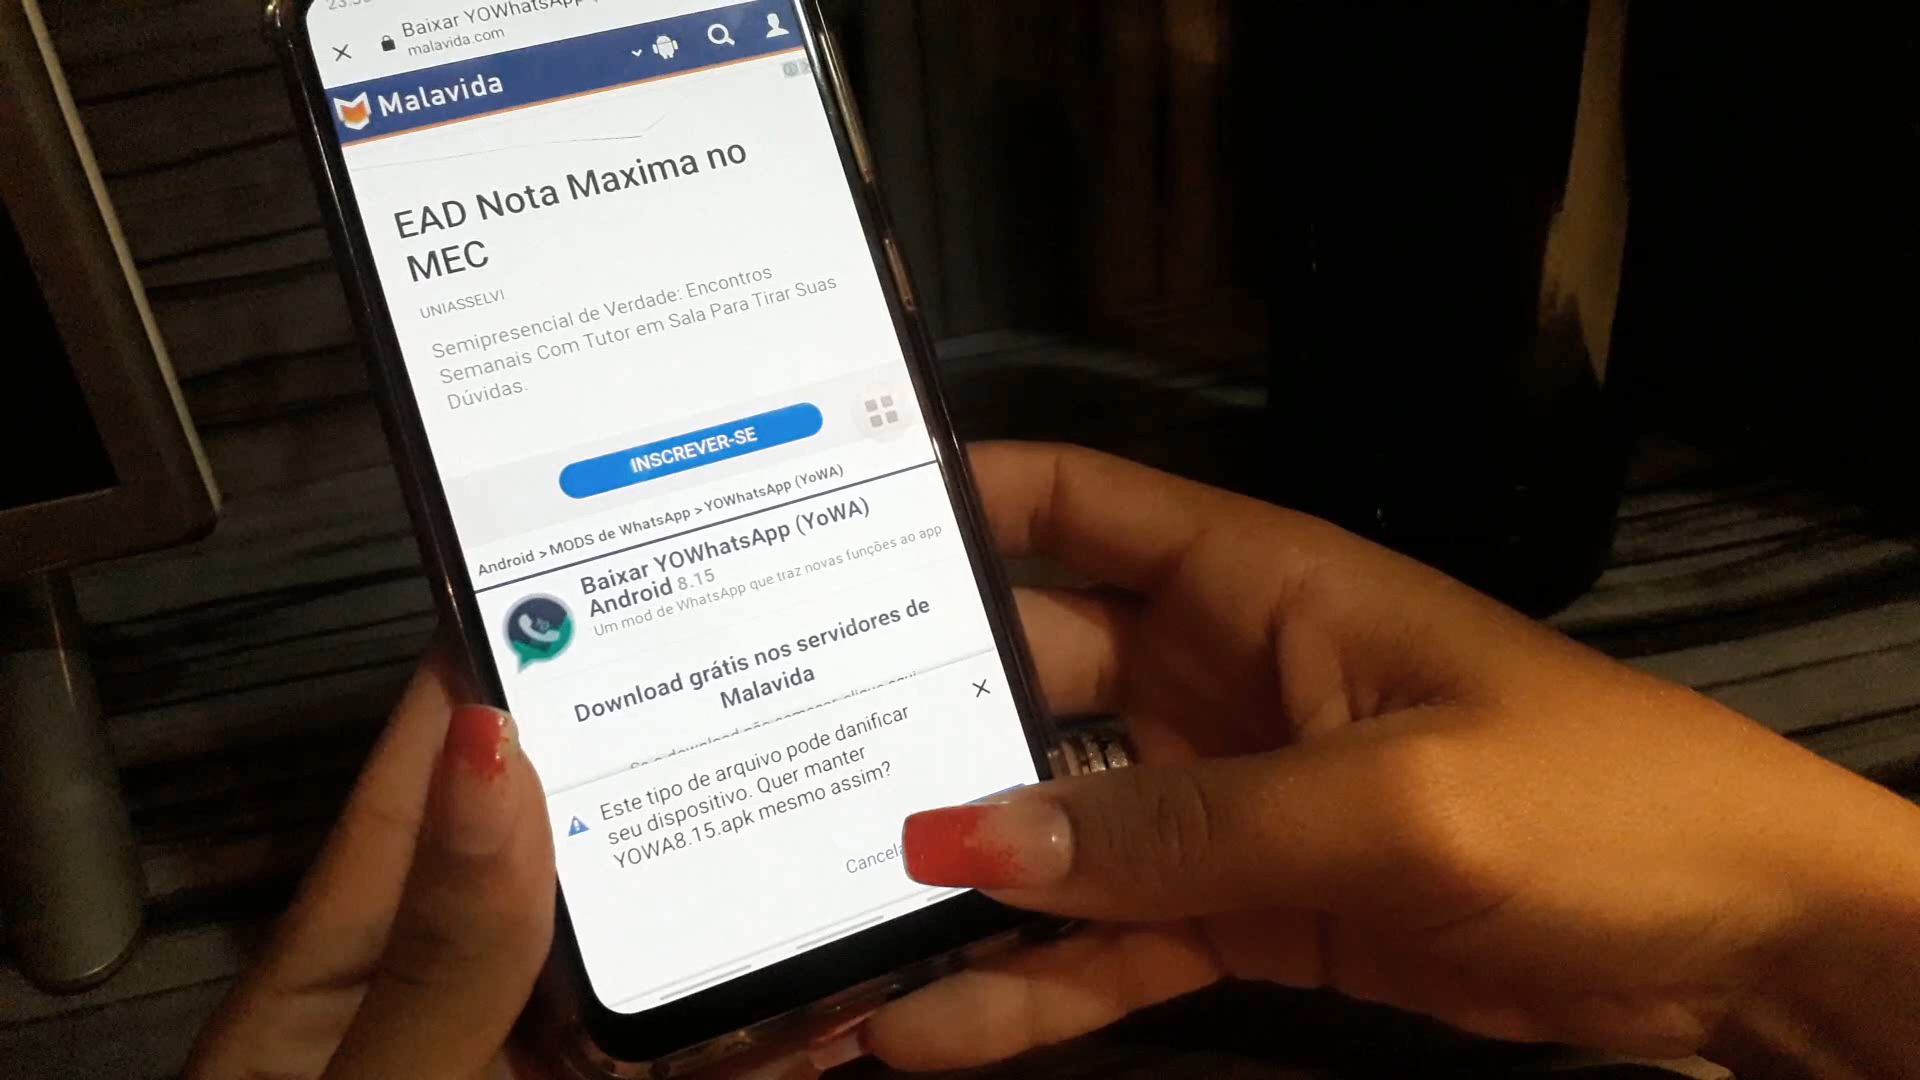 Baixar YOWhatsApp
malavida.com
Malavida
EAD Nota Maxima no
MEC
UNIASSELVI
Semipresencial de Verdade: Encontros
Semanais Com Tutor em Sala Para Tirar Suas
Dúvidas.
INSCREVER-SE
Android > MODS de WhatsApp > YOWhatsApp (YoWA)
Baixar YOWhatsApp (YoWA)
Android 8.15
Um mod de WhatsApp que traz novas funções ao app
Download grátis nos servidores de
Malavida
Este tipo de arquivo pode danificar
seu dispositivo. Quer manter
YOWA8.15.apk mesmo assim?
Cancela